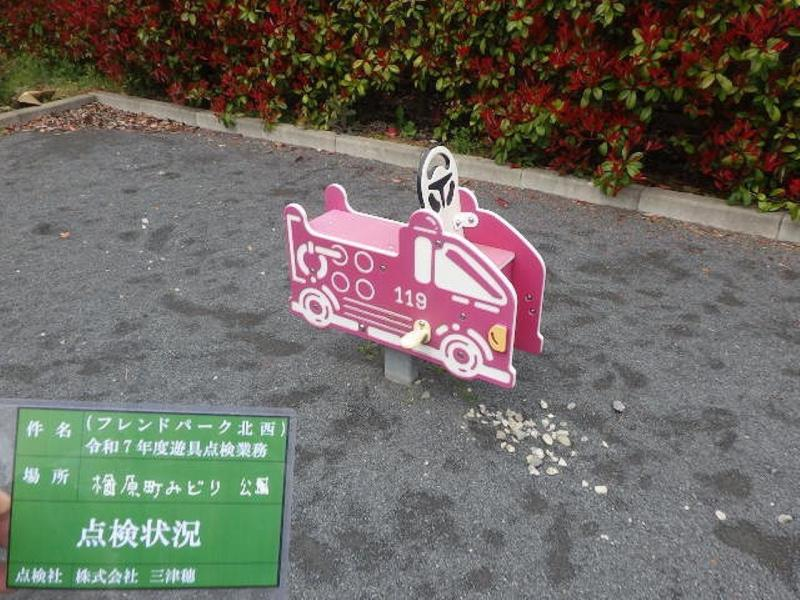 119
件名 (フレンドパーク北西)
令和7年度遊具点検業務
場所 檀原町みどり公園
点検状況
点検社 株式会社 三津穂